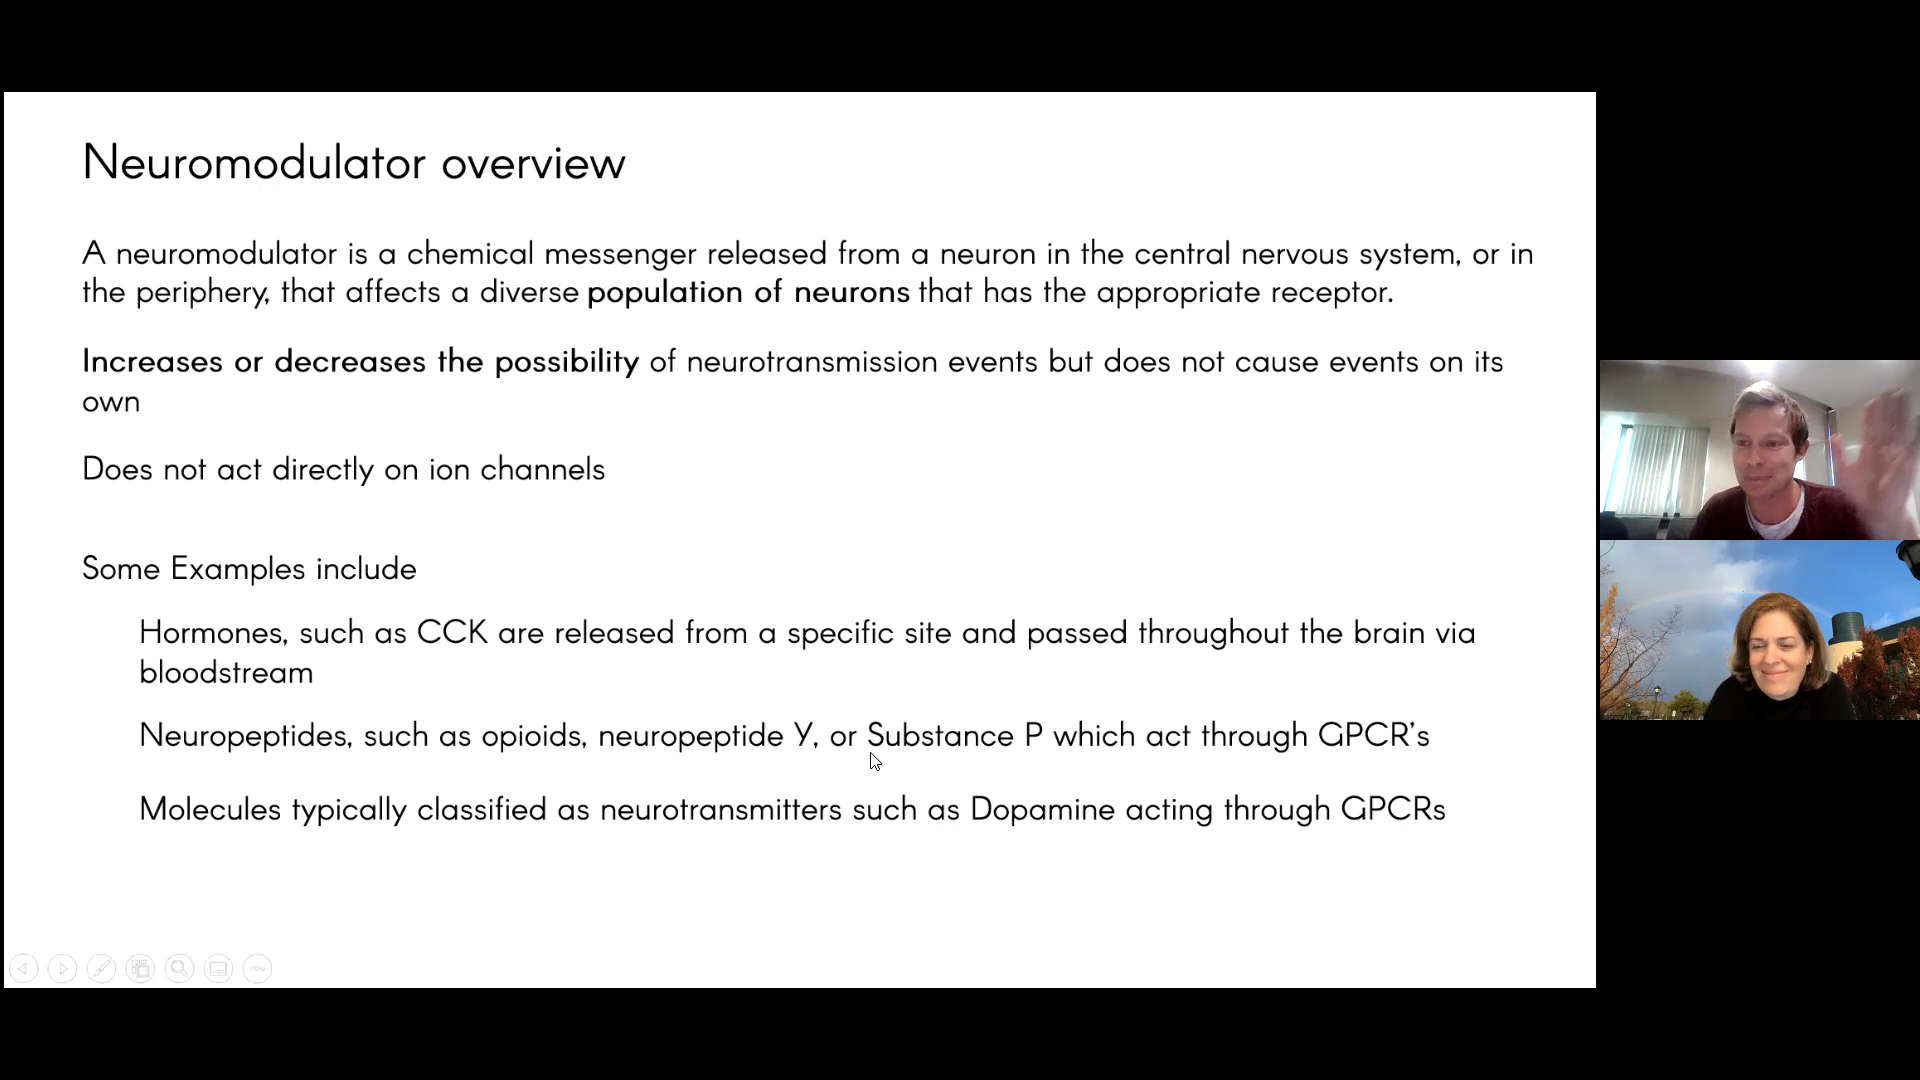 Neuromodulator overview
A neuromodulator is a chemical messenger released from a neuron in the central nervous system, or in
the periphery, that affects a diverse population of neurons that has the appropriate receptor.
Increases or decreases the possibility of neurotransmission events but does not cause events on its
own
Does not act directly on ion channels
Some Examples include
Hormones, such as CCK are released from a specific site and passed throughout the brain via
bloodstream
Neuropeptides, such as opioids, neuropeptide Y, or Substance P which act through GPCR's
Molecules typically classified as neurotransmitters such as Dopamine acting through GPCRs